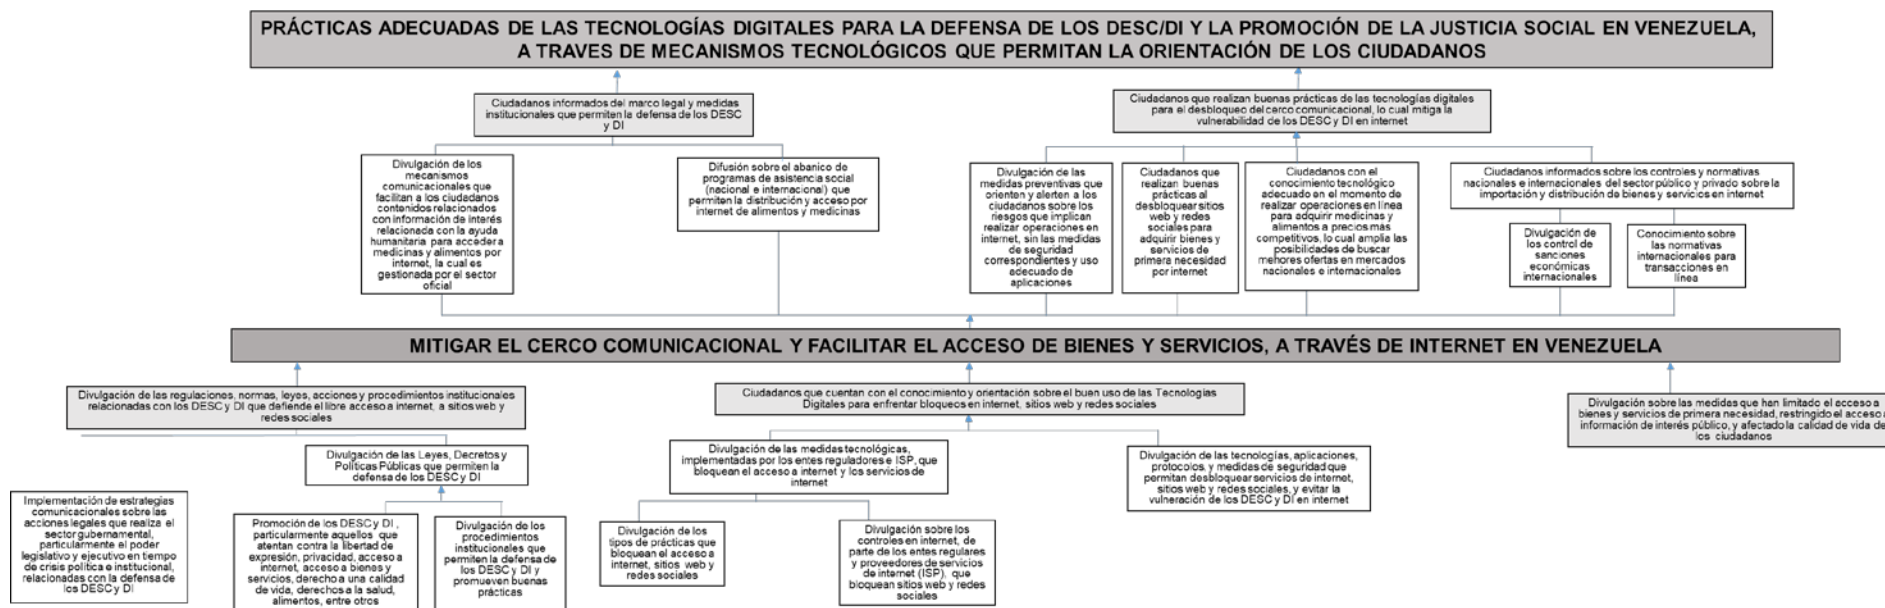 PRÁCTICAS ADECUADAS DE LAS TECNOLOGÍAS DIGITALES PARA LA DEFENSA DE LOS DESC/DI Y LA PROMOCIÓN DE LA JUSTICIA SOCIAL EN VENEZUELA,
A TRAVES DE MECANISMOS TECNOLÓGICOS QUE PERMITAN LA ORIENTACIÓN DE LOS CIUDADANOS
Ciudadanos informados del marco legal y medidas
institucionales que permiten la defensa de los DESC
y DI
Ciudadanos que realizan buenas prácticas de las tecnologías digitales
para el desbloqueo del cerco comunicacional, lo cual mitiga la
vulnerabilidad de los DESC y DI en internet
Divulgación de los
mecanismos
comunicacionales que
facilitan a los ciudadanos
contenidos relacionados
con información de interés
relacionada con la ayuda
humanitaria para acceder a
medicinas y alimentos por
internet, la cual es
gestionada por el sector
oficial
Difusión sobre el abanico de
programas de asistencia social
(nacional e internacional) que
permiten la distribución y acceso por
internet de alimentos y medicinas
Divulgación de las
medidas preventivas que
orienten y alerten a los
ciudadanos sobre los
riesgos que implican
realizar operaciones en
internet, sin las medidas
de seguridad
correspondientes y uso
adecuado de
aplicaciones
Ciudadanos que
realizan buenas
prácticas al
desbloquear sitios
web y redes
sociales para
adquirir bienes y
servicios de
primera necesidad
por internet
Ciudadanos con el
conocimiento tecnológico
adecuado en el momento de
realizar operaciones en línea
para adquirir medicinas y
alimentos a precios mas
competitivos, lo cual amplia las
posibilidades de buscar
mehores ofertas en mercados
nacionales e internacionales
Ciudadanos informados sobre los controles y normativas
nacionales e internacionales del sector público y privado sobre la
importación y distribución de bienes y servicios en internet
Divulgación de
los control de
sanciones
económicas
internacionales
Conocimiento sobre
las normativas
internacionales para
transacciones en
línea
MITIGAR EL CERCO COMUNICACIONAL Y FACILITAR EL ACCESO DE BIENES Y SERVICIOS, A TRAVÉS DE INTERNET EN VENEZUELA
Divulgación de las regulaciones, normas, leyes, acciones y procedimientos institucionales
relacionadas con los DESC y DI que defiende el libre acceso a internet, a sitios web y
redes sociales
Ciudadanos que cuentan con el conocimiento y orientación sobre el buen uso de las Tecnologías
Digitales para enfrentar bloqueos en internet, sitios web y redes sociales
Divulgación sobre las medidas que han limitado el acceso a
bienes y servicios de primera necesidad, restringido el acceso a
información de interés público, y afectado la calidad de vida de
los ciudadanos
Divulgación de las Leyes, Decretos y
Políticas Públicas que permiten la
defensa de los DESC y DI
Divulgación de las medidas tecnológicas,
implementadas por los entes reguladores e ISP, que
bloquean el acceso a internet y los servicios de
internet
Divulgación de las tecnologías, aplicaciones,
protocolos, y medidas de seguridad que
permitan desbloquear servicios de internet,
sitios web y redes sociales, y evitar la
vulneración de los DESC y DI en internet
Implementación de estrategias
comunicacionales sobre las
acciones legales que realiza el
sector gubernamental,
particularmente el poder
legislativo y ejecutivo en tiempo
de crisis política e institucional,
relacionadas con la defensa de
los DESC y DI
Promoción de los DESC y DI ,
particularmente aquellos que
atentan contra la libertad de
expresión, privacidad, acceso a
internet, acceso a bienes y
servicios, derecho a una calidad
de vida, derechos a la salud,
alimentos, entre otros
Divulgación de los
procedimientos
institucionales que
permiten la defensa de
los DESC y DI y
promueven buenas
prácticas
Divulgación de los
tipos de prácticas que
bloquean el acceso a
internet, sitios web y
redes sociales
Divulgación sobre los
controles en internet, de
parte de los entes regulares
y proveedores de servicios
de internet (ISP), que
bloquean sitios web y redes
sociales